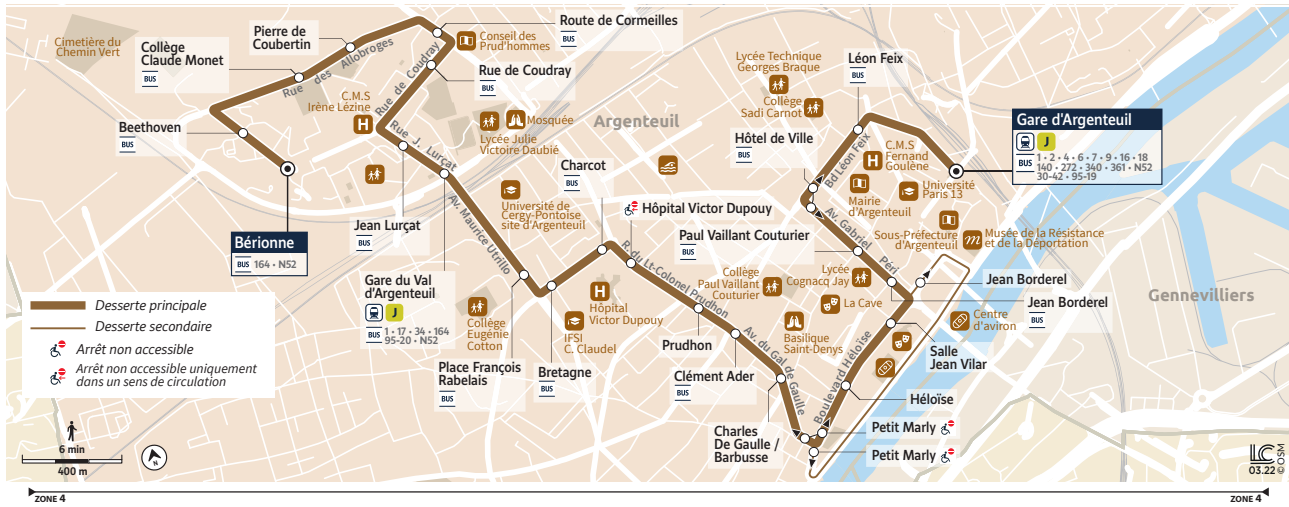 Cimetière du
Chemin Vert
Collège
Claude Monet
BUS
Pierre de
Coubertin
Route de Cormeilles
BUS
Conseil des
Prud'hommes
Rue de Coudray
BUS
Rue des Allobroges
Rue de Coudray
C.M.S
Irène Lézine
H
Rue J. Lurçat
Beethoven
BUS
Bérionne
BUS 164 • N52
Lycée Julie
Victoire Daubié
Mosquée
Argenteuil
Jean Lurçat
BUS
Av. Maurice Utrillo
Université de
Cergy-Pontoise
site d'Argenteuil
Charcot
BUS
Hôpital Victor Dupouy
Gare du Val
d'Argenteuil
J
BUS 1 • 17 • 34 • 164
95-20 • N52
Collège
Eugénie
Cotton
Place François
Rabelais
BUS
IFSI
C. Claudel
Bretagne
BUS
H
Hôpital
Victor Dupouy
R. du Lt-Colonel Prudhon
Prudhon
Clément Ader
BUS
Av. du Gal de Gaulle
Charles
De Gaulle /
Barbusse
Lycée Technique
Georges Braque
Collège
Sadi Carnot
Léon Feix
BUS
Hôtel de Ville
BUS
Bd Léon Feix
H
C.M.S
Fernand
Goulène
Mairie
d'Argenteuil
Université
Paris 13
Gare d'Argenteuil
J
BUS 1 • 2 • 4 • 6 • 7 • 9 • 16 • 18
140 • 272 • 340 • 361 • N52
30-42 • 95-19
Paul Vaillant Couturier
BUS
Av. Gabriel
Péri
Sous-Préfecture
d'Argenteuil
Musée de la Résistance
et de la Déportation
Collège
Paul Vaillant
Couturier
Lycée
Cognacq Jay
La Cave
Basilique
Saint-Denys
Jean Borderel
Jean Borderel
BUS
Centre
d'aviron
Gennevilliers
Boulevard Héloïse
Salle
Jean Vilar
Héloïse
Petit Marly
Petit Marly
Desserte principale
Desserte secondaire
Arrêt non accessible
Arrêt non accessible uniquement
dans un sens de circulation
6 min
400 m
N
LC
03.22
© OSM
ZONE 4
ZONE 4